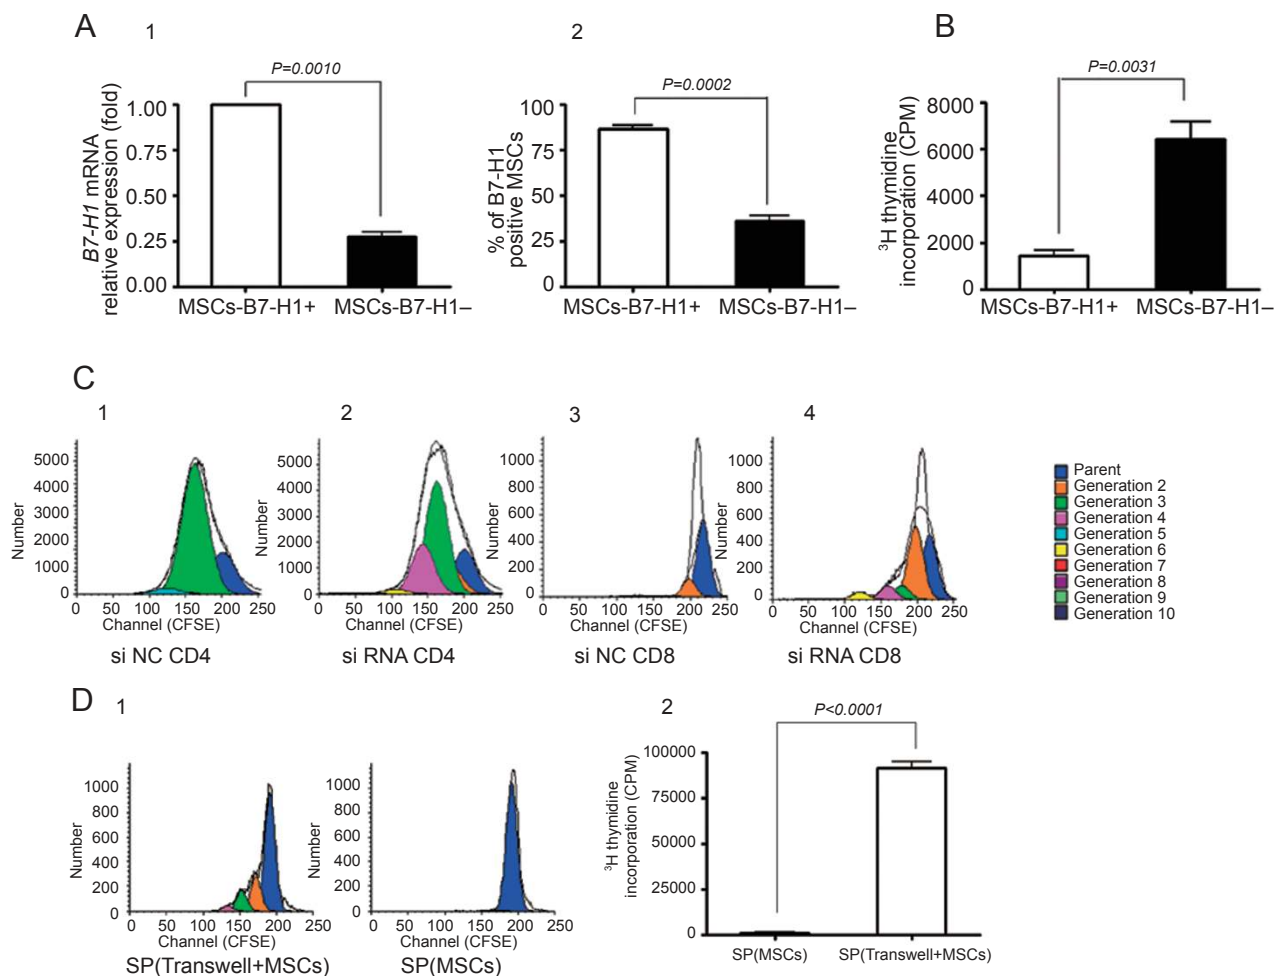 A
1
P=0.0010
B7-H1 mRNA
relative expression (fold)
1.00
0.75
0.50
0.25
0.00
MSCs-B7-H1+
MSCs-B7-H1–
2
P=0.0002
% of B7-H1
positive MSCs
100
75
50
25
0
MSCs-B7-H1+
MSCs-B7-H1–
B
P=0.0031
³H thymidine
incorporation (CPM)
8000
6000
4000
2000
0
MSCs-B7-H1+
MSCs-B7-H1–
C
1
Number
5000
4000
3000
2000
1000
0
0 50 100 150 200 250
Channel (CFSE)
si NC CD4
2
Number
5000
4000
3000
2000
1000
0
0 50 100 150 200 250
Channel (CFSE)
si RNA CD4
3
Number
1000
800
600
400
200
0
0 50 100 150 200 250
Channel (CFSE)
si NC CD8
4
Number
1000
800
600
400
200
0
0 50 100 150 200 250
Channel (CFSE)
si RNA CD8
Parent
Generation 2
Generation 3
Generation 4
Generation 5
Generation 6
Generation 7
Generation 8
Generation 9
Generation 10
D
1
Number
1000
800
600
400
200
0
0 50 100 150 200 250
Channel (CFSE)
SP(Transwell+MSCs)
Number
1000
800
600
400
200
0
0 50 100 150 200 250
Channel (CFSE)
SP(MSCs)
2
P<0.0001
³H thymidine
incorporation (CPM)
100000
75000
50000
25000
0
SP(MSCs)
SP(Transwell+MSCs)